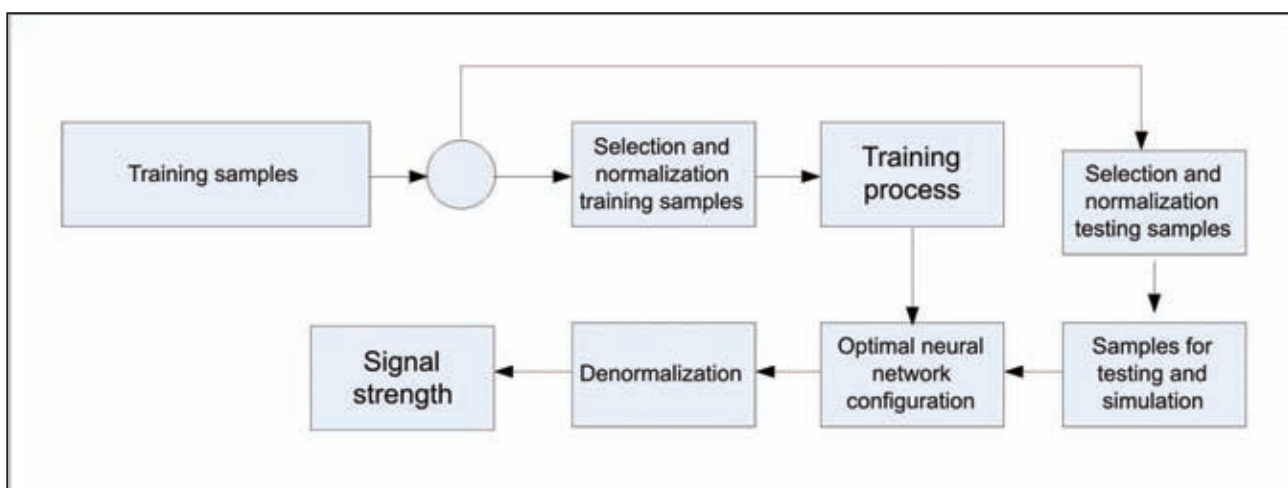 Training samples
Selection and
normalization
training samples
Training
process
Selection and
normalization
testing samples
Signal
strength
Denormalization
Optimal neural
network
configuration
Samples for
testing and
simulation